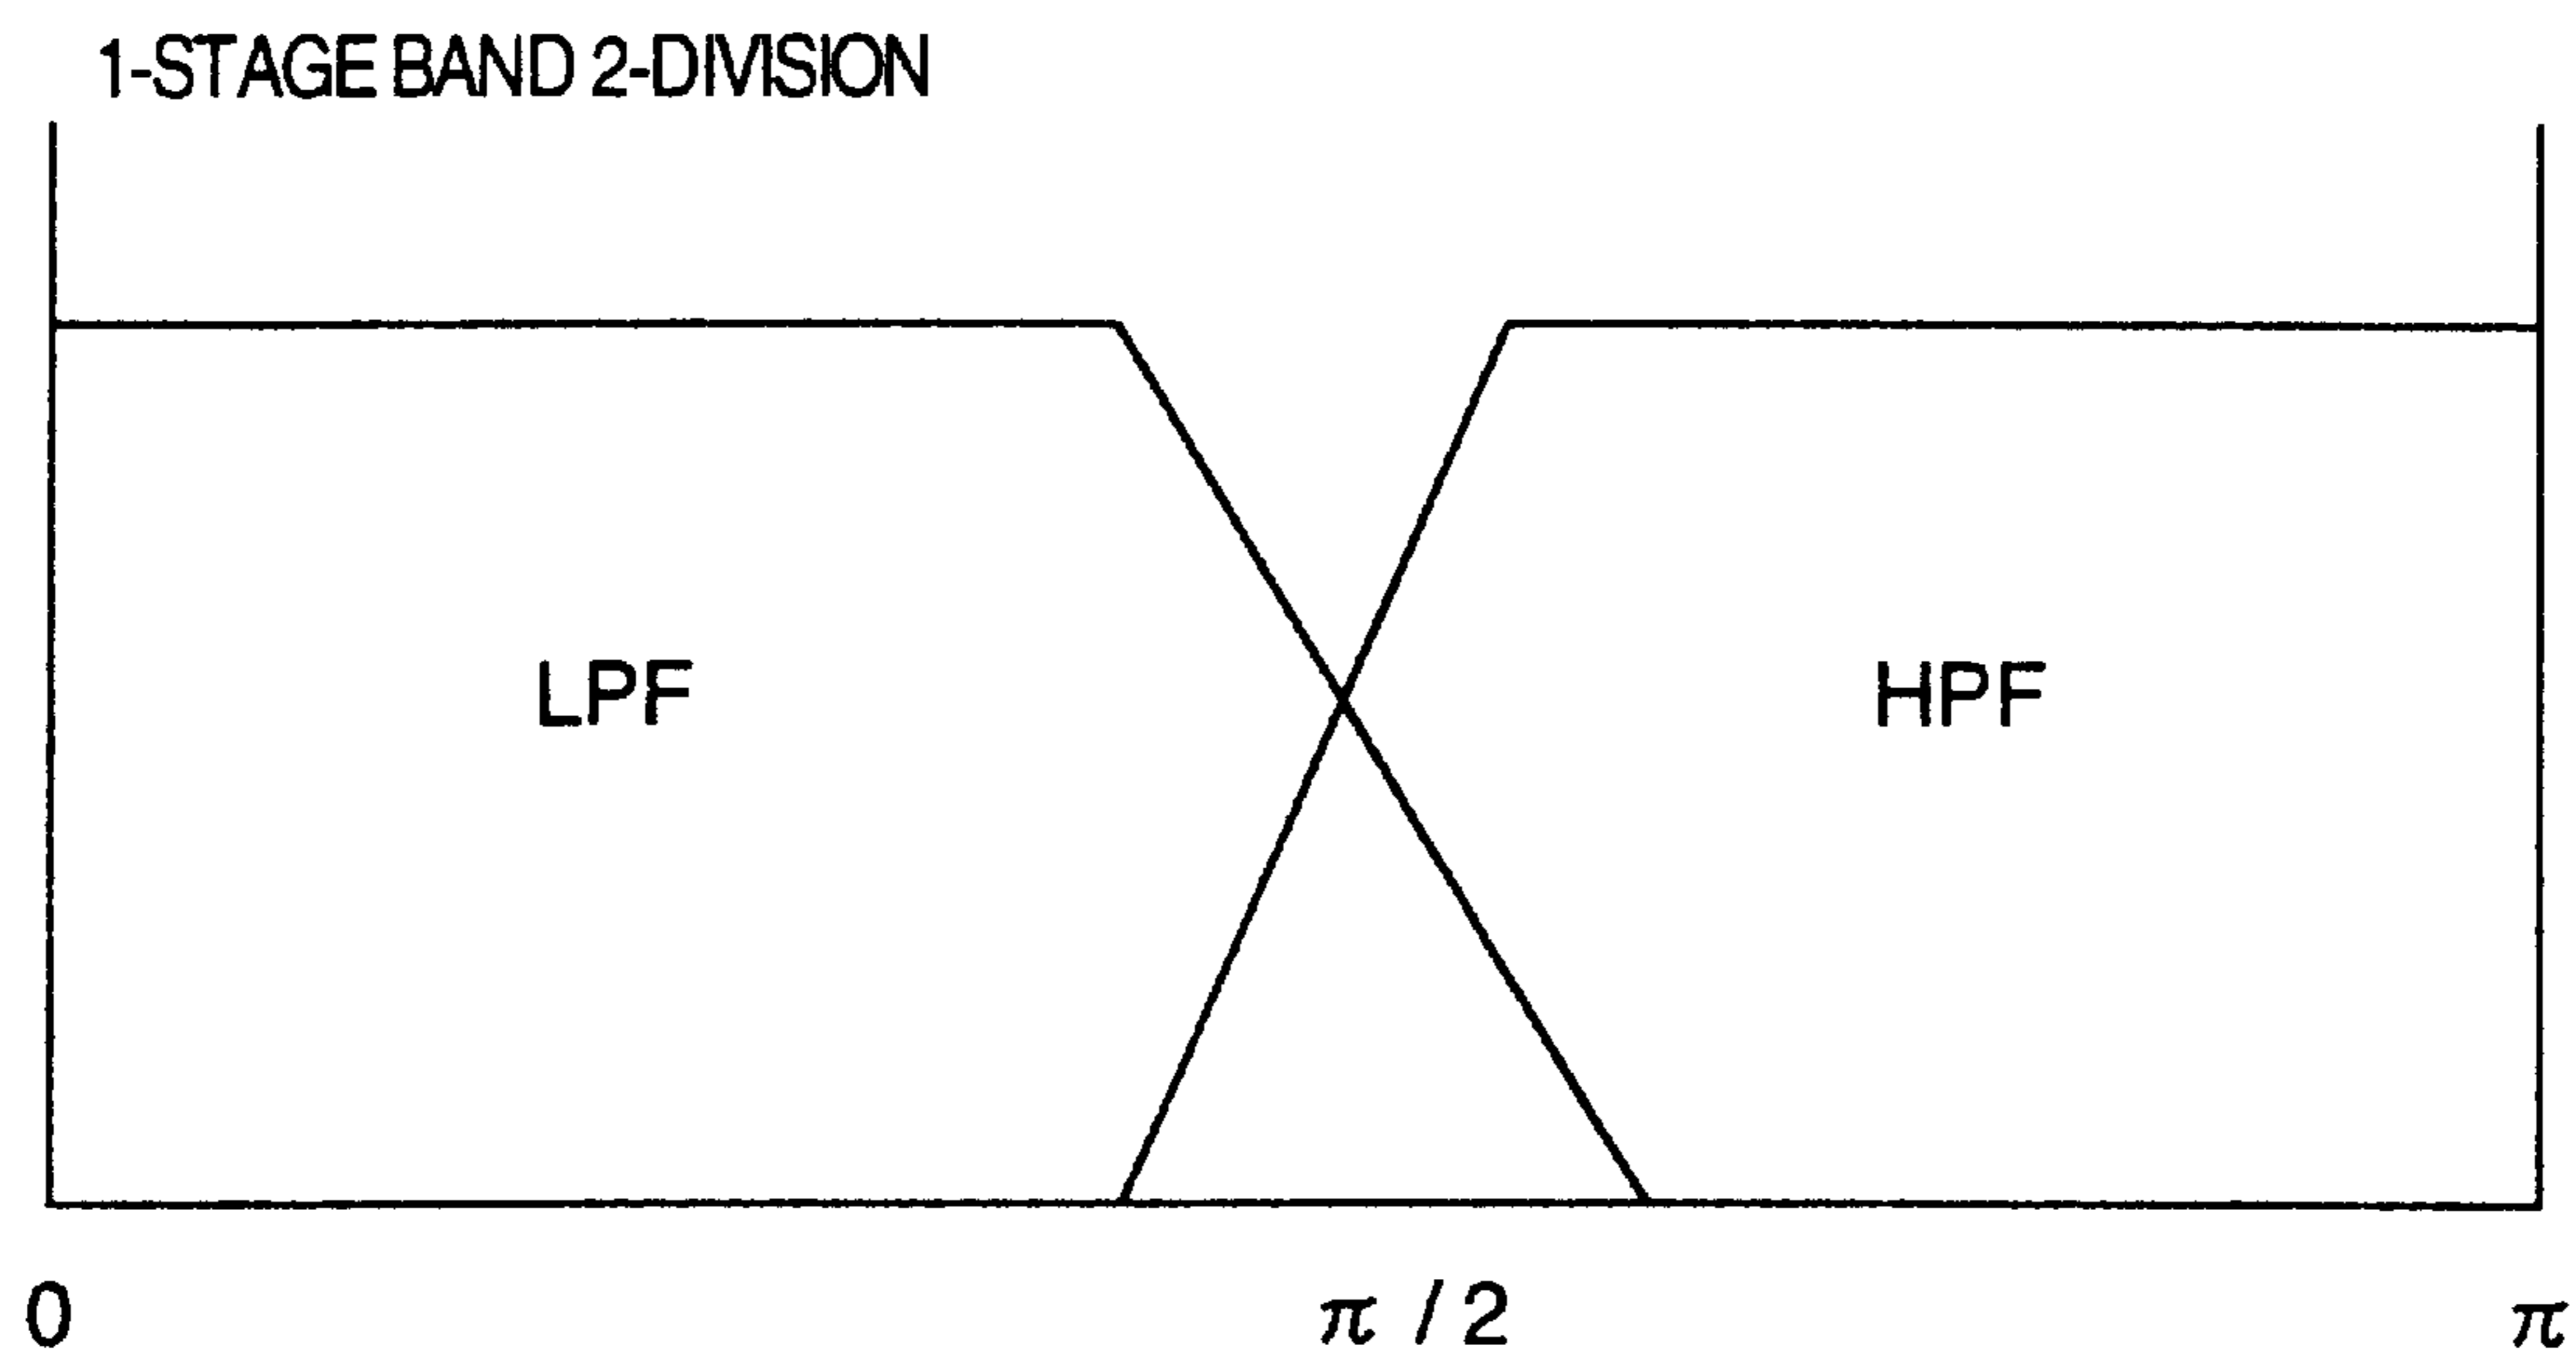 1-STAGE BAND 2-DIVISION
LPF
HPF
0
π/2
π